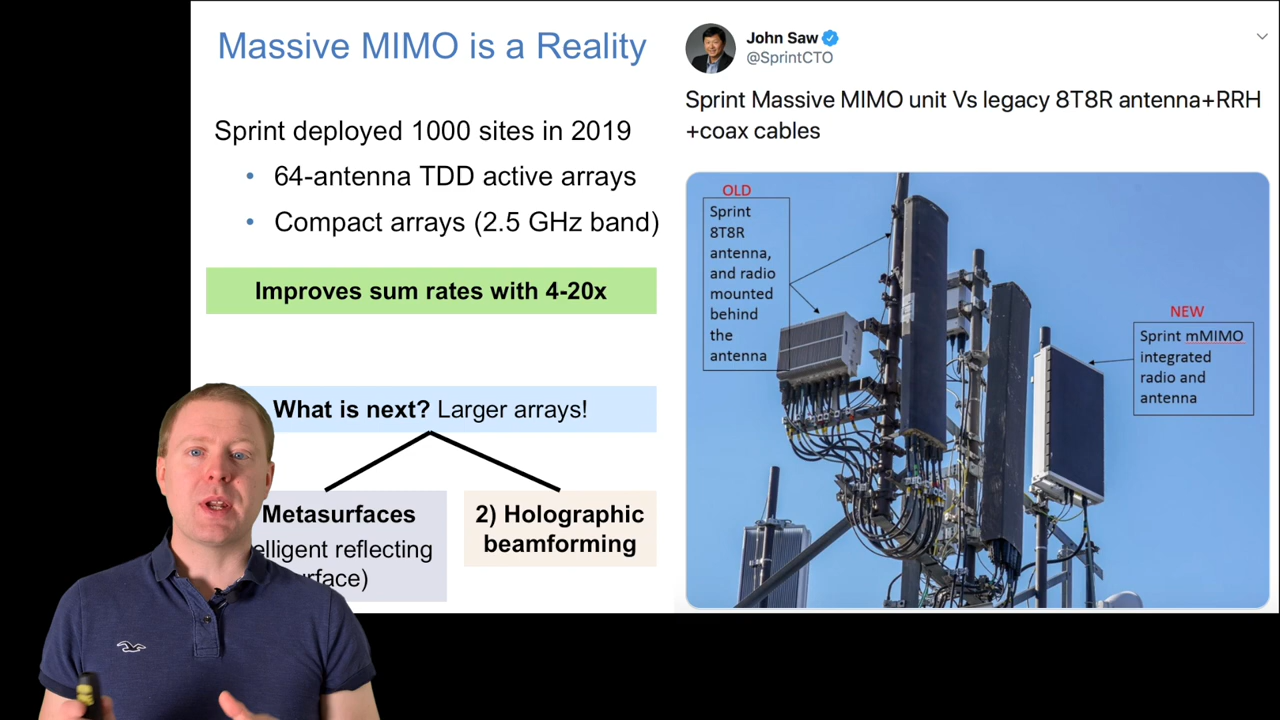 Massive MIMO is a Reality
Sprint deployed 1000 sites in 2019
• 64-antenna TDD active arrays
• Compact arrays (2.5 GHz band)
Improves sum rates with 4-20x
What is next? Larger arrays!
Metasurfaces
elligent reflecting
rface)
2) Holographic
beamforming
John Saw
@SprintCTO
Sprint Massive MIMO unit Vs legacy 8T8R antenna+RRH
+coax cables
OLD
Sprint
8T8R
antenna,
and radio
mounted
behind
the
antenna
NEW
Sprint mMIMO
integrated
radio and
antenna